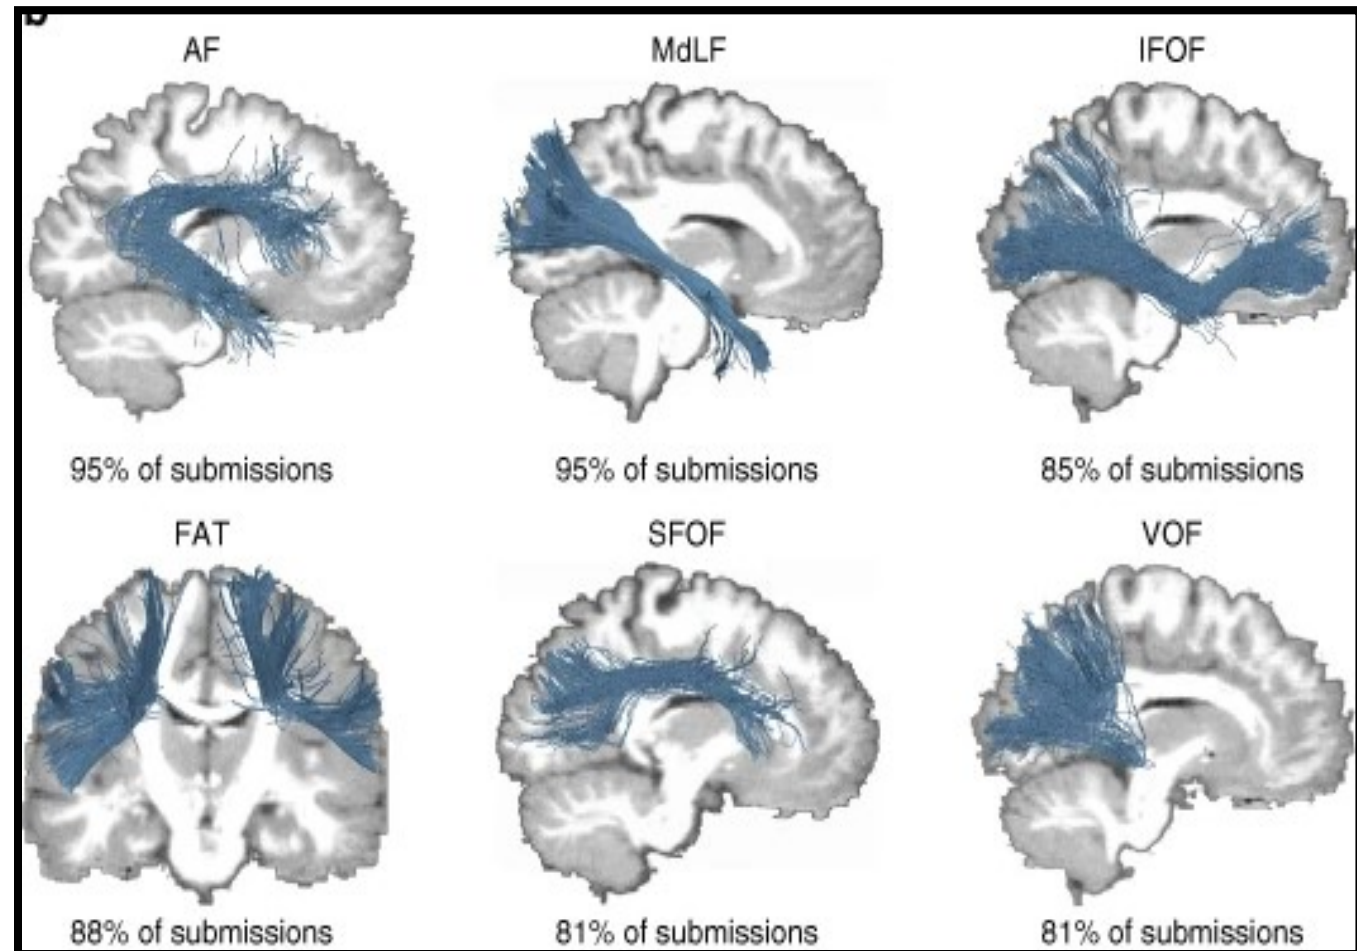 b
AF MdLF IFOF
95% of submissions 95% of submissions 85% of submissions
FAT SFOF VOF
88% of submissions 81% of submissions 81% of submissions